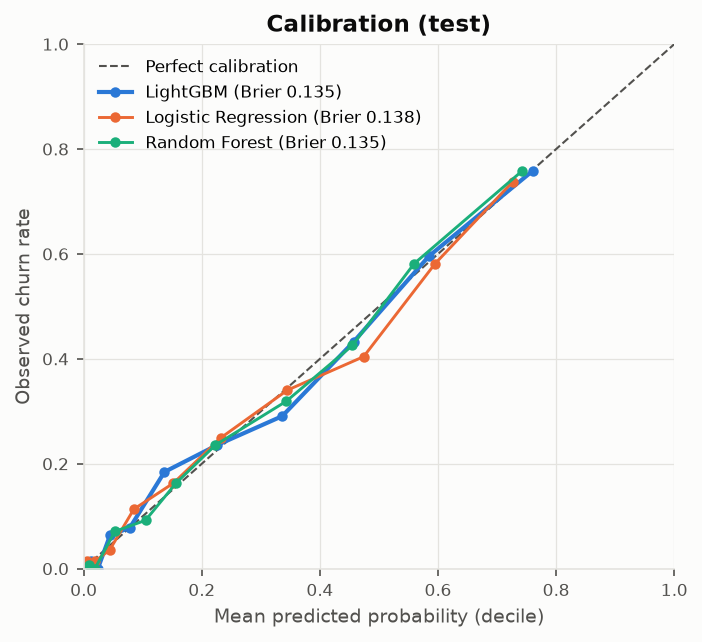 Calibration (test)
1.0
Perfect calibration
LightGBM (Brier 0.135)
Logistic Regression (Brier 0.138)
Random Forest (Brier 0.135)
0.8
0.6
0.4
0.2
0.0
Observed churn rate
0.0 0.2 0.4 0.6 0.8 1.0
Mean predicted probability (decile)